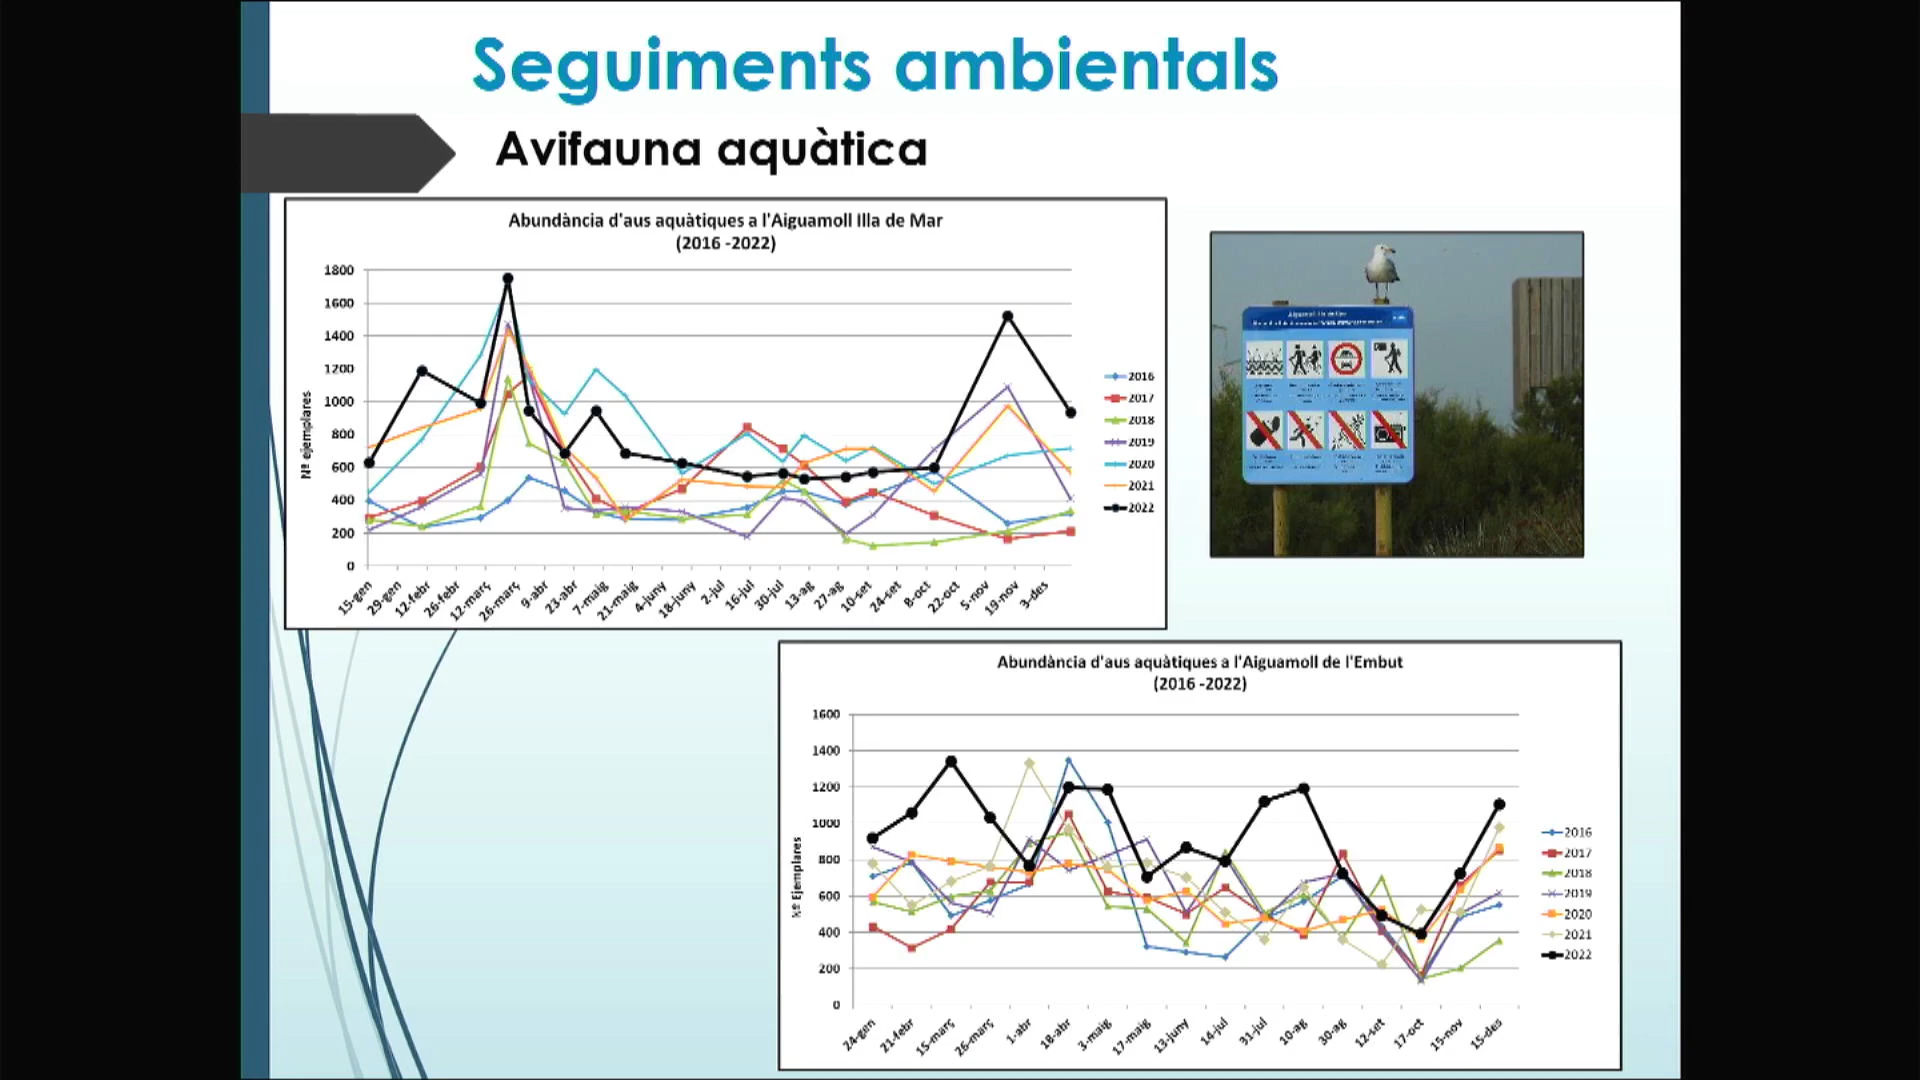 Seguiments ambientals
Avifauna aquàtica
Abundància d'aus aquàtiques a l'Aiguamoll Illa de Mar
(2016 -2022)
1800
1600
1400
1200
1000
800
600
400
200
0
Nº ejemplares
15-gen
29-gen
12-febr
26-febr
12-març
26-març
9-abr
23-abr
7-maig
21-maig
4-juny
18-juny
2-jul
16-jul
30-jul
13-ag
27-ag
10-set
24-set
8-oct
22-oct
5-nov
19-nov
3-des
2016
2017
2018
2019
2020
2021
2022
Aiguamoll Illa de Mar
Abundància d'aus aquàtiques a l'Aiguamoll de l'Embut
(2016 -2022)
1600
1400
1200
1000
800
600
400
200
0
Nº Ejemplares
24-gen
21-febr
15-març
26-març
1-abr
18-abr
3-maig
17-maig
13-juny
14-jul
31-jul
10-ag
30-ag
12-set
17-oct
15-nov
15-des
2016
2017
2018
2019
2020
2021
2022